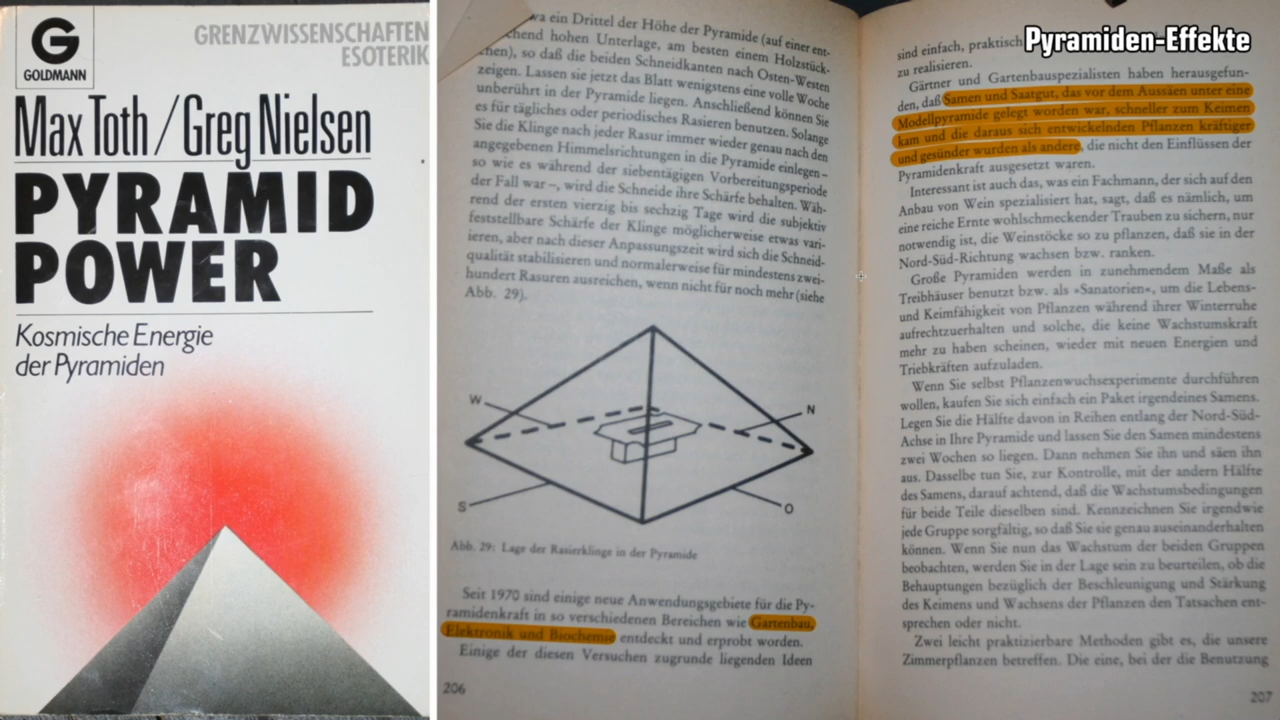 G
GOLDMANN
GRENZWISSENSCHAFTEN
ESOTERIK
Max Toth / Greg Nielsen
PYRAMID
POWER
Kosmische Energie
der Pyramiden
ein Drittel der Höhe der Pyramide (auf einer ent-
hohen Unterlage, am besten einem Holzstück-
so daß die beiden Schneidkanten nach Osten-Westen
zeigen. Lassen sie jetzt das Blatt wenigstens eine volle Woche
unberührt in der Pyramide liegen. Anschließend können Sie
es für tägliches oder periodisches Rasieren benutzen. Solange
Sie die Klinge nach jeder Rasur immer wieder genau nach den
angegebenen Himmelsrichtungen in die Pyramide einlegen –
so wie es während der siebentägigen Vorbereitungsperiode
der Fall war –, wird die Schneide ihre Schärfe behalten. Wäh-
rend der ersten vierzig bis sechzig Tage wird die subjektiv
feststellbare Schärfe der Klinge möglicherweise etwas vari-
ieren, aber nach dieser Anpassungszeit wird sich die Schneid-
qualität stabilisieren und normalerweise für mindestens zwei-
hundert Rasuren ausreichen, wenn nicht für noch mehr (siehe
Abb. 29).
W
N
S
O
Abb. 29: Lage der Rasierklinge in der Pyramide
Seit 1970 sind einige neue Anwendungsgebiete für die Py-
ramidenkraft in so verschiedenen Bereichen wie Gartenbau,
Elektronik und Biochemie entdeckt und erprobt worden.
Einige der diesen Versuchen zugrunde liegenden Ideen
206
Pyramiden-Effekte
sind einfach, praktisch
zu realisieren.
Gärtner und Gartenbauspezialisten haben herausgefun-
den, daß Samen und Saatgut, das vor dem Aussäen unter eine
Modellpyramide gelegt worden war, schneller zum Keimen
kam und die daraus sich entwickelnden Pflanzen kräftiger
und gesünder wurden als andere, die nicht den Einflüssen der
Pyramidenkraft ausgesetzt waren.
Interessant ist auch das, was ein Fachmann, der sich auf den
Anbau von Wein spezialisiert hat, sagt, daß es nämlich, um
eine reiche Ernte wohlschmeckender Trauben zu sichern, nur
notwendig ist, die Weinstöcke so zu pflanzen, daß sie in der
Nord-Süd-Richtung wachsen bzw. ranken.
Große Pyramiden werden in zunehmendem Maße als
Treibhäuser benutzt bzw. als »Sanatorien«, um die Lebens-
und Keimfähigkeit von Pflanzen während ihrer Winterruhe
aufrechtzuerhalten und solche, die keine Wachstumskraft
mehr zu haben scheinen, wieder mit neuen Energien und
Triebkräften aufzuladen.
Wenn Sie selbst Pflanzenwuchsexperimente durchführen
wollen, kaufen Sie sich einfach ein Paket irgendeines Samens.
Legen Sie die Hälfte davon in Reihen entlang der Nord-Süd-
Achse in Ihre Pyramide und lassen Sie den Samen mindestens
zwei Wochen so liegen. Dann nehmen Sie ihn und säen ihn
aus. Dasselbe tun Sie, zur Kontrolle, mit der andern Hälfte
des Samens, darauf achtend, daß die Wachstumsbedingungen
für beide Teile dieselben sind. Kennzeichnen Sie irgendwie
jede Gruppe sorgfältig, so daß Sie sie genau auseinanderhalten
können. Wenn Sie nun das Wachstum der beiden Gruppen
beobachten, werden Sie in der Lage sein zu beurteilen, ob die
Behauptungen bezüglich der Beschleunigung und Stärkung
des Keimens und Wachsens der Pflanzen den Tatsachen ent-
sprechen oder nicht.
Zwei leicht praktizierbare Methoden gibt es, die unsere
Zimmerpflanzen betreffen. Die eine, bei der die Benutzung
207